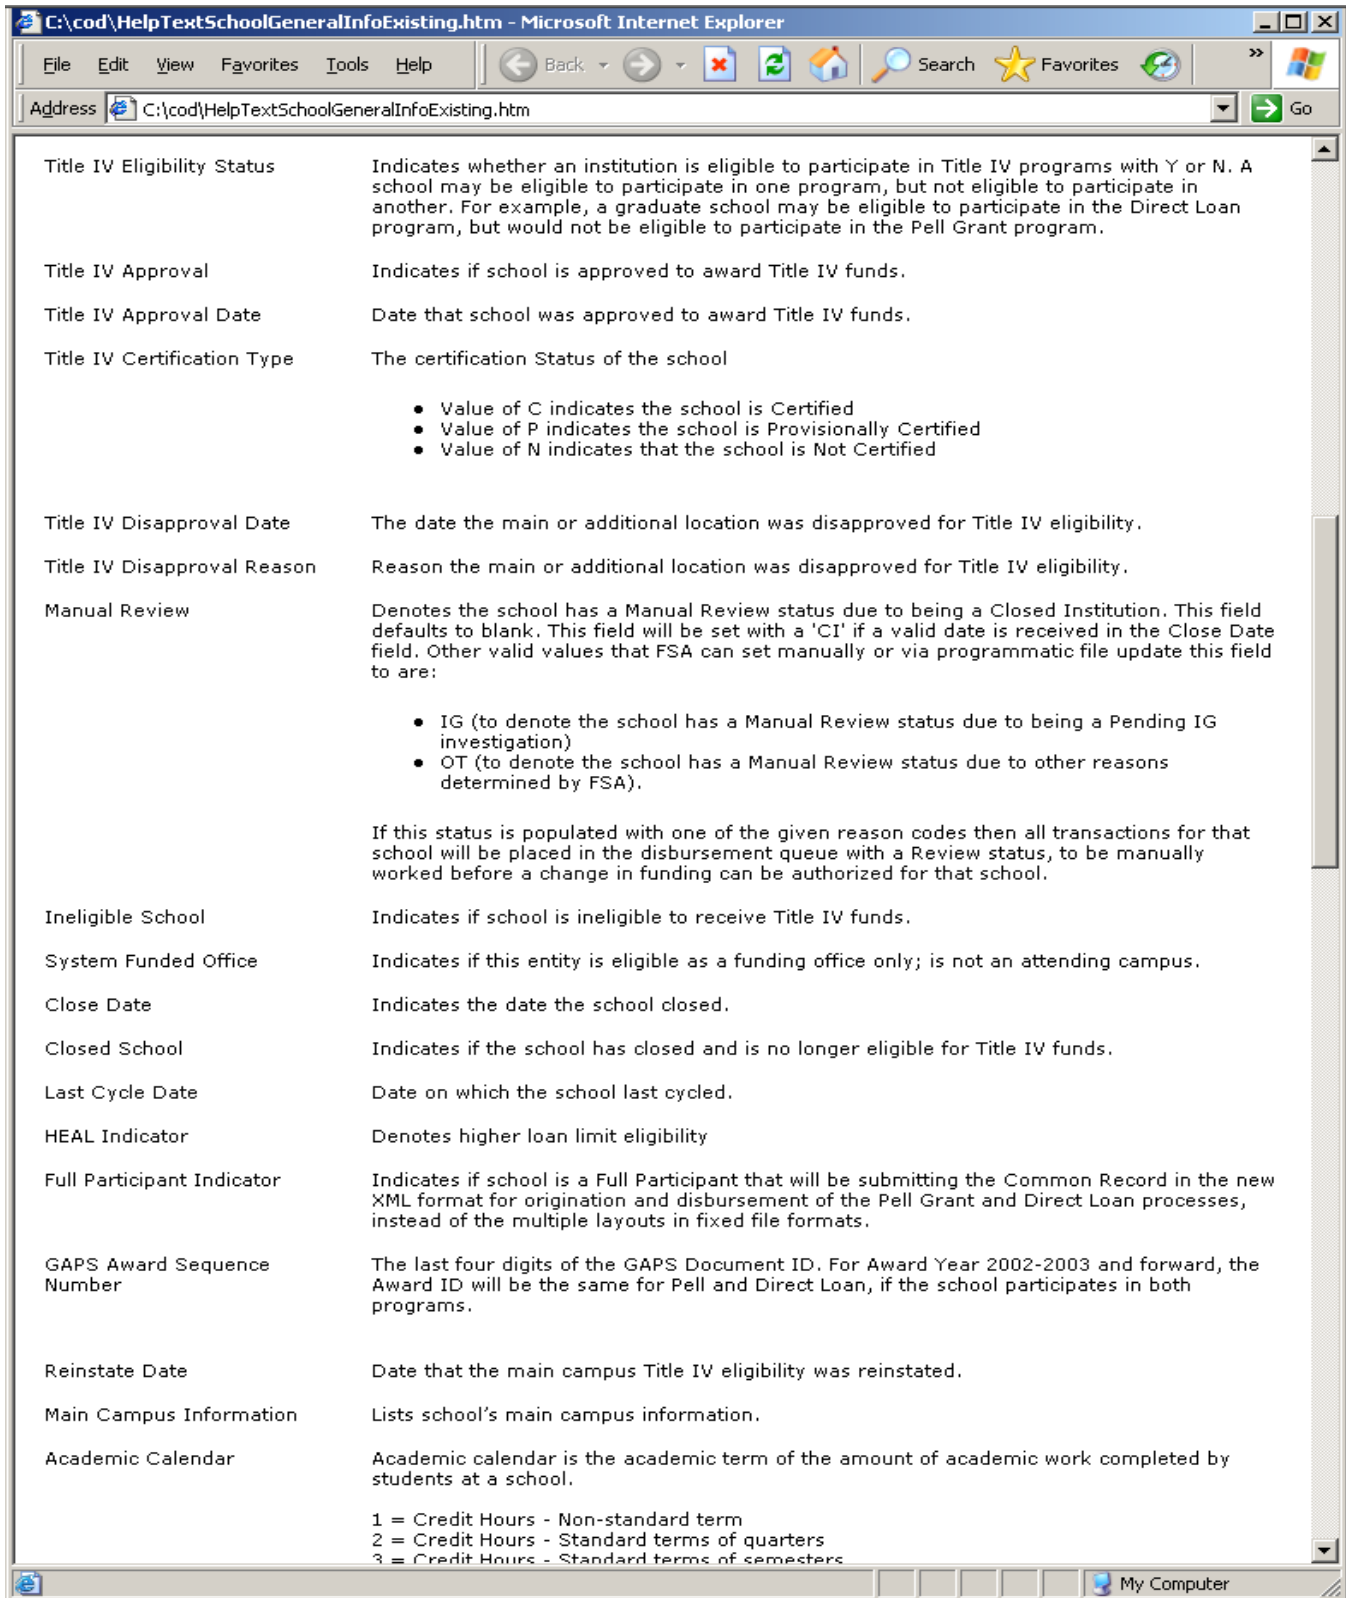 C:\cod\HelpTextSchoolGeneralInfoExisting.htm - Microsoft Internet Explorer
File Edit View Favorites Tools Help Back Search Favorites »
Address C:\cod\HelpTextSchoolGeneralInfoExisting.htm Go
Title IV Eligibility Status Indicates whether an institution is eligible to participate in Title IV programs with Y or N. A
school may be eligible to participate in one program, but not eligible to participate in
another. For example, a graduate school may be eligible to participate in the Direct Loan
program, but would not be eligible to participate in the Pell Grant program.
Title IV Approval Indicates if school is approved to award Title IV funds.
Title IV Approval Date Date that school was approved to award Title IV funds.
Title IV Certification Type The certification Status of the school
● Value of C indicates the school is Certified
● Value of P indicates the school is Provisionally Certified
● Value of N indicates that the school is Not Certified
Title IV Disapproval Date The date the main or additional location was disapproved for Title IV eligibility.
Title IV Disapproval Reason Reason the main or additional location was disapproved for Title IV eligibility.
Manual Review Denotes the school has a Manual Review status due to being a Closed Institution. This field
defaults to blank. This field will be set with a 'CI' if a valid date is received in the Close Date
field. Other valid values that FSA can set manually or via programmatic file update this field
to are:
● IG (to denote the school has a Manual Review status due to being a Pending IG
investigation)
● OT (to denote the school has a Manual Review status due to other reasons
determined by FSA).
If this status is populated with one of the given reason codes then all transactions for that
school will be placed in the disbursement queue with a Review status, to be manually
worked before a change in funding can be authorized for that school.
Ineligible School Indicates if school is ineligible to receive Title IV funds.
System Funded Office Indicates if this entity is eligible as a funding office only; is not an attending campus.
Close Date Indicates the date the school closed.
Closed School Indicates if the school has closed and is no longer eligible for Title IV funds.
Last Cycle Date Date on which the school last cycled.
HEAL Indicator Denotes higher loan limit eligibility
Full Participant Indicator Indicates if school is a Full Participant that will be submitting the Common Record in the new
XML format for origination and disbursement of the Pell Grant and Direct Loan processes,
instead of the multiple layouts in fixed file formats.
GAPS Award Sequence The last four digits of the GAPS Document ID. For Award Year 2002-2003 and forward, the
Number Award ID will be the same for Pell and Direct Loan, if the school participates in both
programs.
Reinstate Date Date that the main campus Title IV eligibility was reinstated.
Main Campus Information Lists school's main campus information.
Academic Calendar Academic calendar is the academic term of the amount of academic work completed by
students at a school.
1 = Credit Hours - Non-standard term
2 = Credit Hours - Standard terms of quarters
3 = Credit Hours - Standard terms of semesters
My Computer